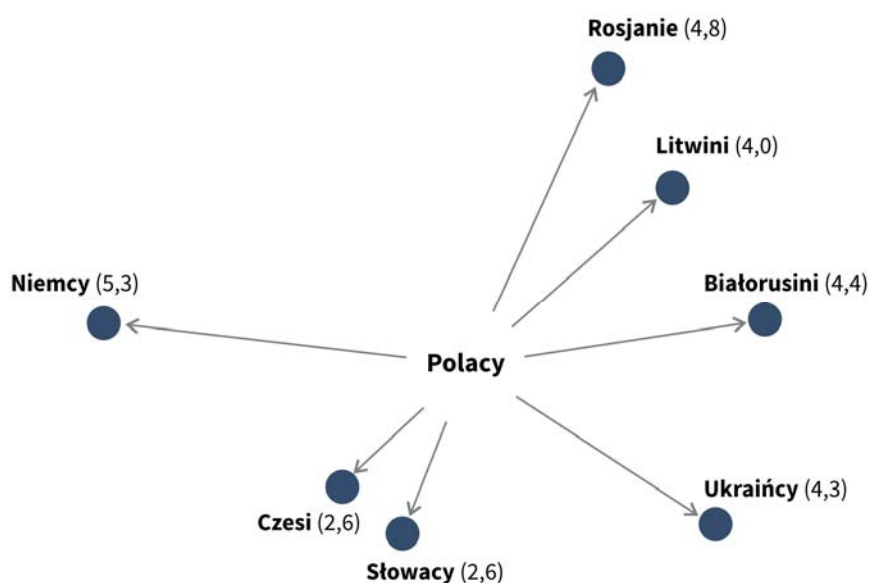 Rosjanie (4,8)
Litwini (4,0)
Niemcy (5,3)
Białorusini (4,4)
Polacy
Ukraińcy (4,3)
Czesi (2,6)
Słowacy (2,6)